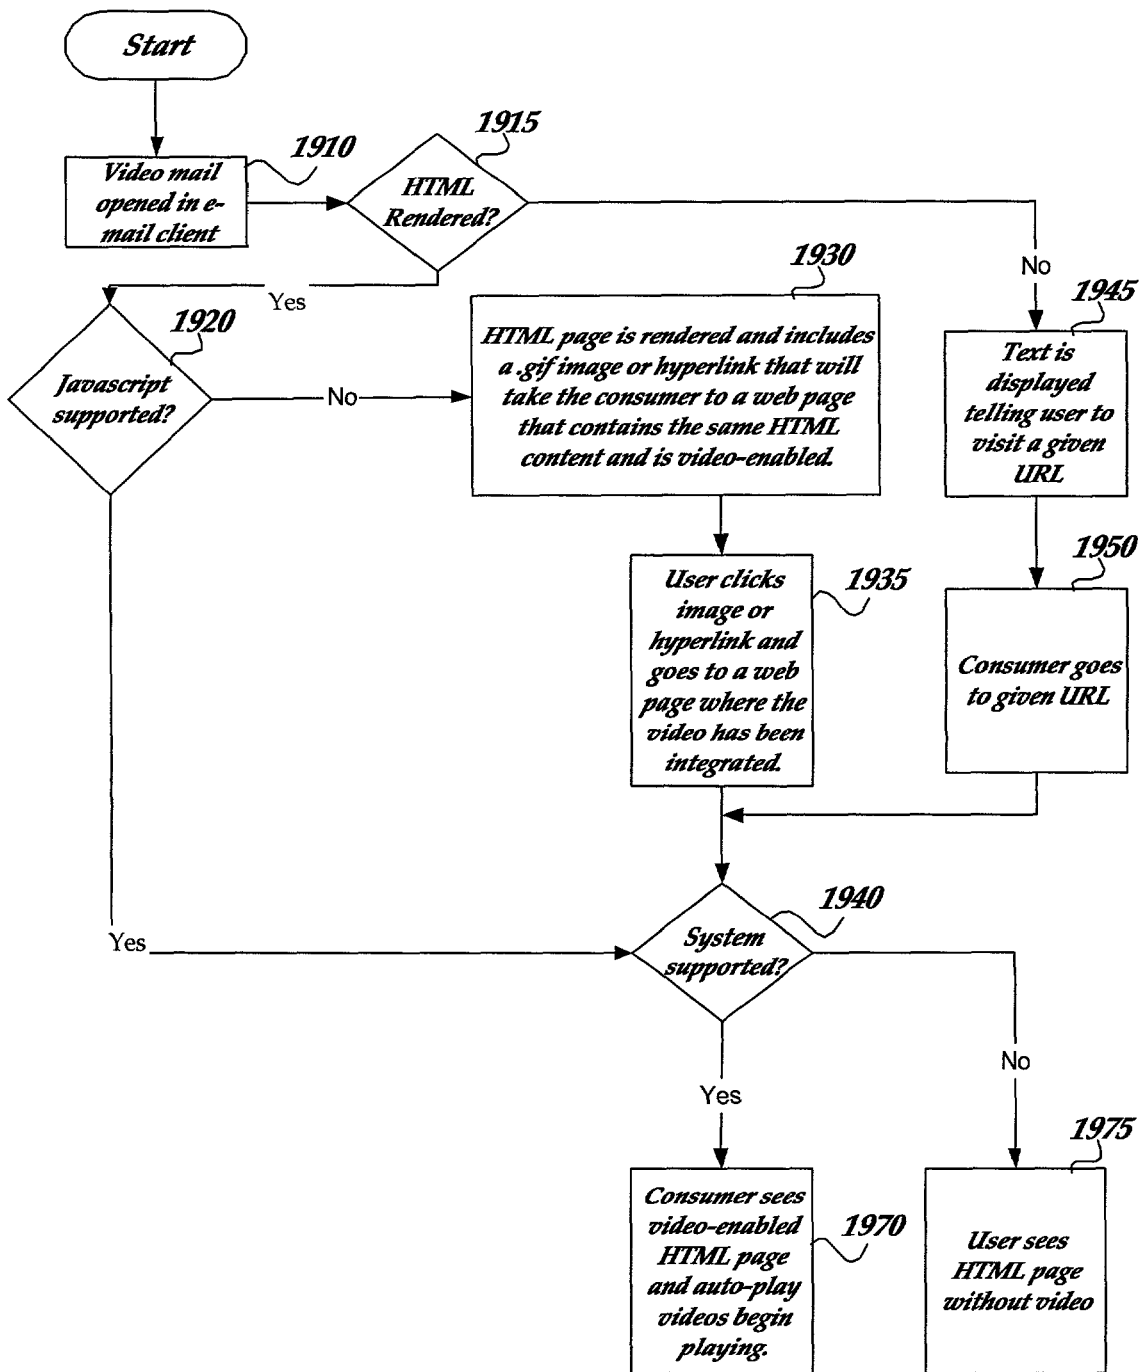 Start
1910
Video mail
opened in e-
mail client
1915
HTML
Rendered?
Yes
No
1920
Javascript
supported?
No
1930
HTML page is rendered and includes
a .gif image or hyperlink that will
take the consumer to a web page
that contains the same HTML
content and is video-enabled.
1945
Text is
displayed
telling user to
visit a given
URL
1935
User clicks
image or
hyperlink and
goes to a web
page where the
video has been
integrated.
1950
Consumer goes
to given URL
Yes
1940
System
supported?
Yes
No
1970
Consumer sees
video-enabled
HTML page
and auto-play
videos begin
playing.
1975
User sees
HTML page
without video